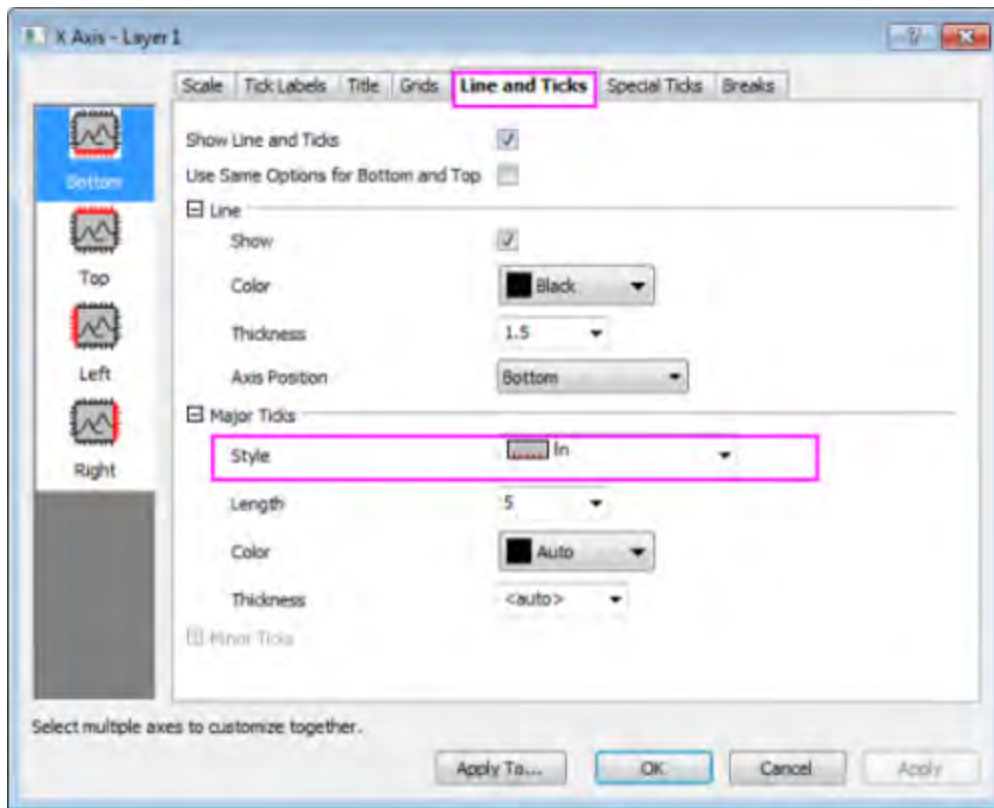 X Axis - Layer 1
Scale Tick Labels Title Grids Line and Ticks Special Ticks Breaks
Bottom
Top
Left
Right
Show Line and Ticks
Use Same Options for Bottom and Top
Line
Show
Color Black
Thickness 1.5
Axis Position Bottom
Major Ticks
Style In
Length 5
Color Auto
Thickness <auto>
Minor Ticks
Select multiple axes to customize together.
Apply To... OK Cancel Apply